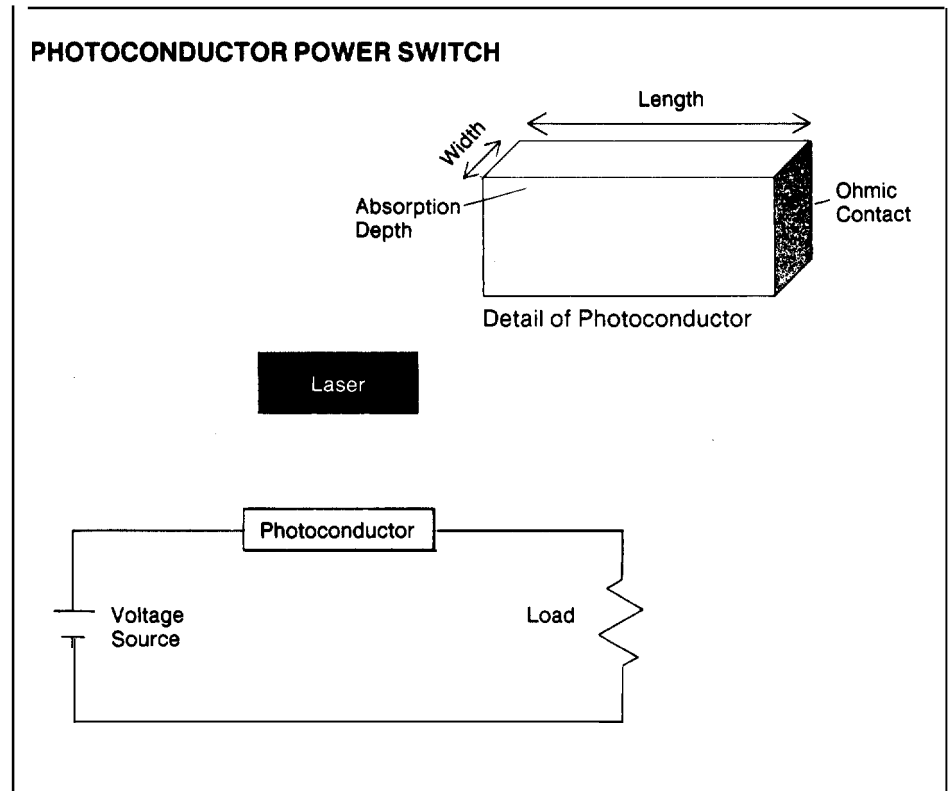 PHOTOCONDUCTOR POWER SWITCH
Length
Width
Absorption
Depth
Ohmic
Contact
Detail of Photoconductor
Laser
Photoconductor
Voltage
Source
Load